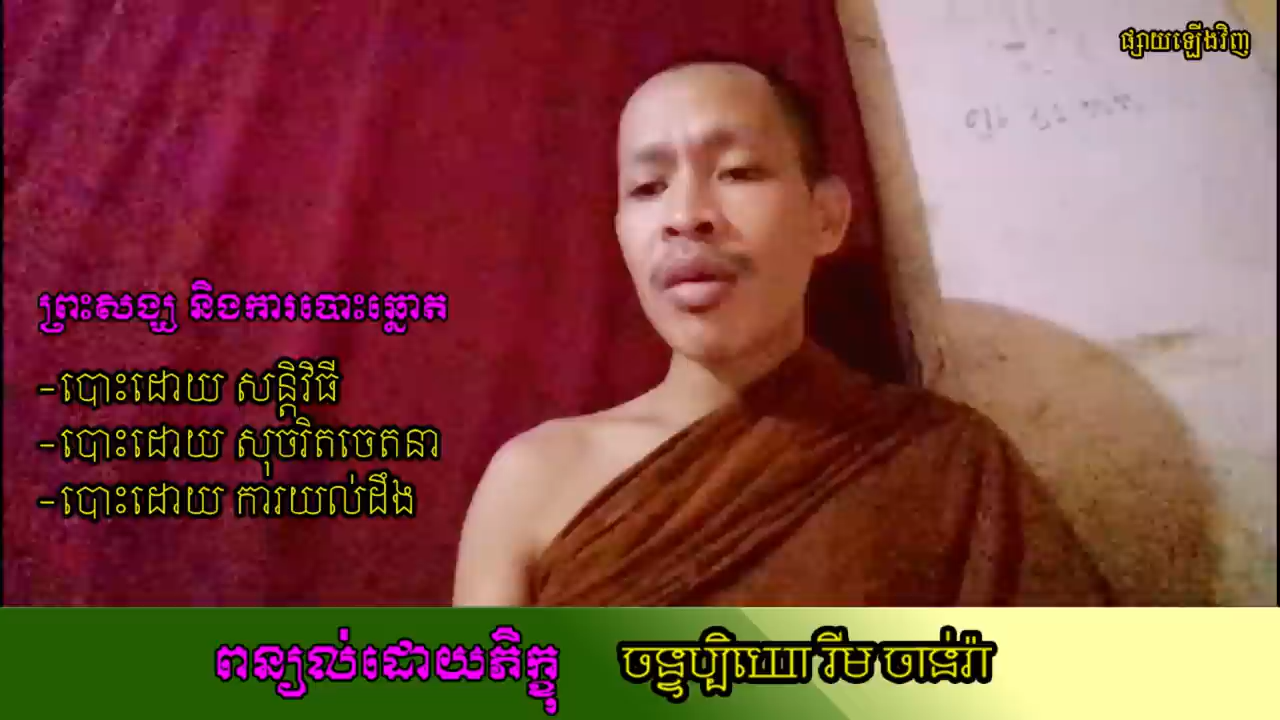 ផ្សាយឡើងវិញ
ព្រះសង្ឃ និងការបោះឆ្នោត
-បោះដោយ សន្តិវិធី
-បោះដោយ សុចរិតចេតនា
-បោះដោយ ការយល់ដឹង
ពន្យល់ដោយភិក្ខុ ចន្ទប្បិយោ រីម ចាន់រ៉ា